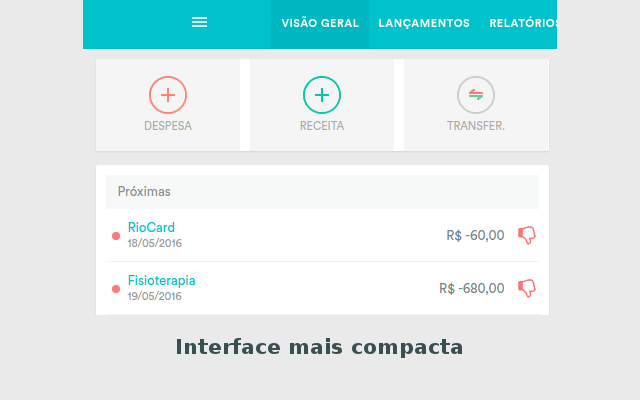 VISÃO GERAL LANÇAMENTOS RELATÓRIOS
DESPESA RECEITA TRANSFER.
Próximas
RioCard R$ -60,00
18/05/2016
Fisioterapia R$ -680,00
19/05/2016
Interface mais compacta